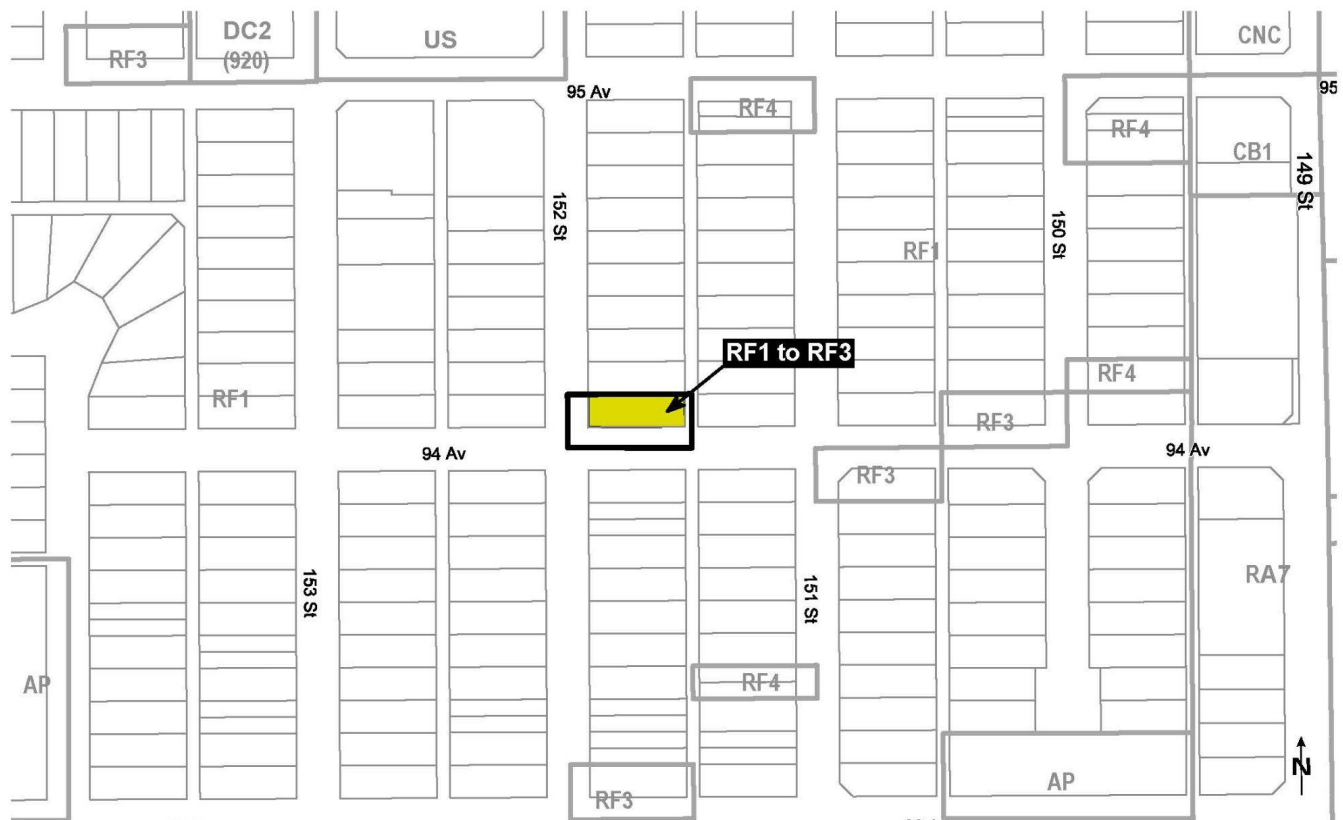 DC2
(920)
RF3
US
CNC
95 Av
95
RF4
RF4
CB1
149 St
152 St
150 St
RF1
RF1 to RF3
RF1
RF4
RF3
94 Av
94 Av
RF3
153 St
151 St
RA7
AP
RF4
RF3
AP
N